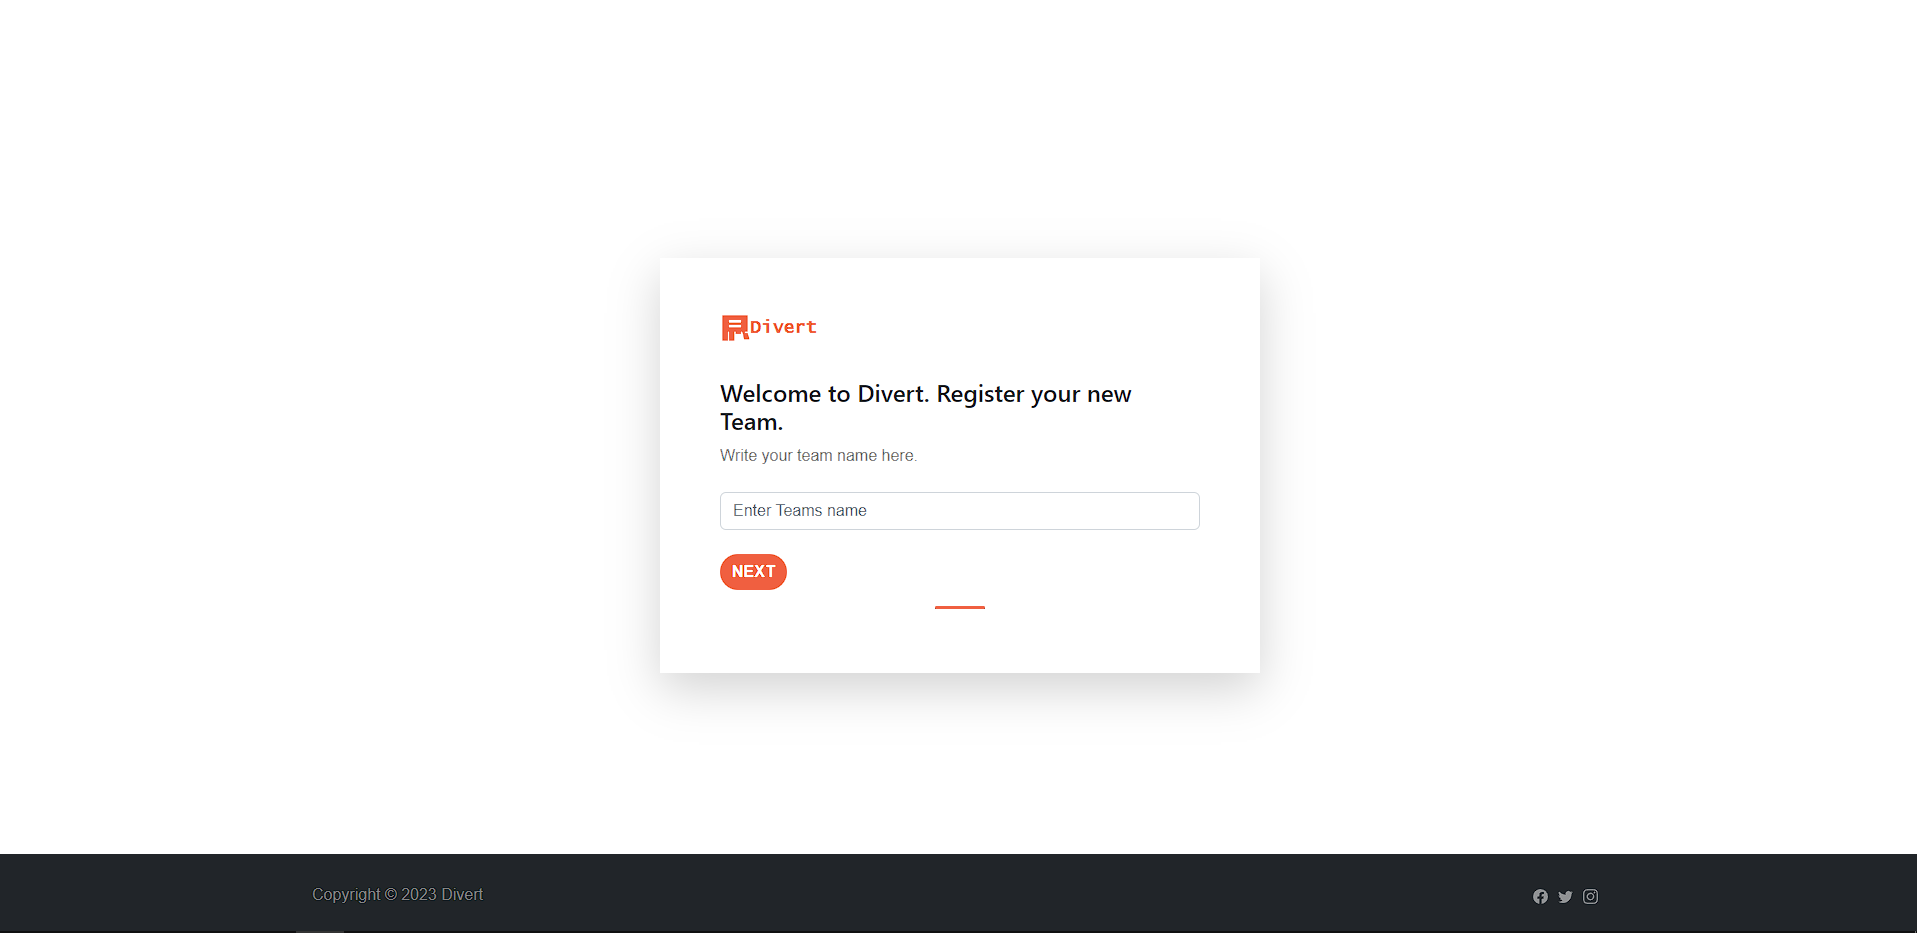 Divert
Welcome to Divert. Register your new
Team.
Write your team name here.
Enter Teams name
NEXT
Copyright © 2023 Divert